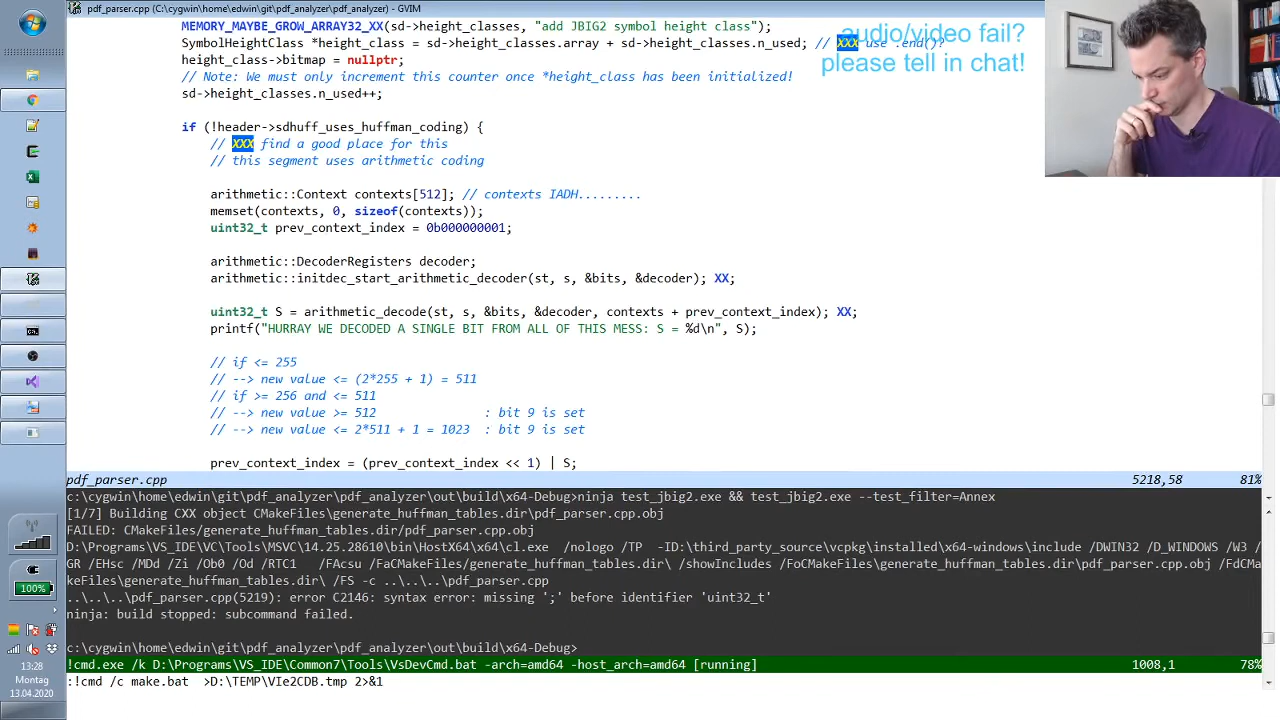 pdf_parser.cpp (c:\cygwin\home\edwin\git\pdf_analyzer\pdf_analyzer) - GVIM
MEMORY_MAYBE_GROW_ARRAY32_XX(sd->height_classes, "add JBIG2 symbol height class");
SymbolHeightClass *height_class = sd->height_classes.array + sd->height_classes.n_used; // XXX use .end()?
audio/video fail?
please tell in chat!
height_class->bitmap = nullptr;
// Note: We must only increment this counter once *height_class has been initialized!
sd->height_classes.n_used++;
if (!header->sdhuff_uses_huffman_coding) {
// XXX find a good place for this
// this segment uses arithmetic coding
arithmetic::Context contexts[512]; // contexts IADH.........
memset(contexts, 0, sizeof(contexts));
uint32_t prev_context_index = 0b000000001;
arithmetic::DecoderRegisters decoder;
arithmetic::initdec_start_arithmetic_decoder(st, s, &bits, &decoder); XX;
uint32_t S = arithmetic_decode(st, s, &bits, &decoder, contexts + prev_context_index); XX;
printf("HURRAY WE DECODED A SINGLE BIT FROM ALL OF THIS MESS: S = %d\n", S);
// if <= 255
// --> new value <= (2*255 + 1) = 511
// if >= 256 and <= 511
// --> new value >= 512 : bit 9 is set
// --> new value <= 2*511 + 1 = 1023 : bit 9 is set
prev_context_index = (prev_context_index << 1) | S;
pdf_parser.cpp 5218,58 81%
c:\cygwin\home\edwin\git\pdf_analyzer\pdf_analyzer\out\build\x64-Debug>ninja test_jbig2.exe && test_jbig2.exe --test_filter=Annex
[1/7] Building CXX object CMakeFiles\generate_huffman_tables.dir\pdf_parser.cpp.obj
FAILED: CMakeFiles/generate_huffman_tables.dir/pdf_parser.cpp.obj
D:\Programs\VS_IDE\VC\Tools\MSVC\14.25.28610\bin\HostX64\x64\cl.exe /nologo /TP -ID:\third_party_source\vcpkg\installed\x64-windows\include /DWIN32 /D_WINDOWS /W3 /
GR /EHsc /MDd /Zi /Ob0 /Od /RTC1 /FAcsu /FaCMakeFiles/generate_huffman_tables.dir\ /showIncludes /FoCMakeFiles\generate_huffman_tables.dir\pdf_parser.cpp.obj /FdCMa
keFiles\generate_huffman_tables.dir\ /FS -c ..\..\..\pdf_parser.cpp
..\..\..\pdf_parser.cpp(5219): error C2146: syntax error: missing ';' before identifier 'uint32_t'
ninja: build stopped: subcommand failed.
c:\cygwin\home\edwin\git\pdf_analyzer\pdf_analyzer\out\build\x64-Debug>
!cmd.exe /k D:\Programs\VS_IDE\Common7\Tools\VsDevCmd.bat -arch=amd64 -host_arch=amd64 [running] 1008,1 78%
:!cmd /c make.bat >D:\TEMP\VIe2CDB.tmp 2>&1
100%
13:28
Montag
13.04.2020